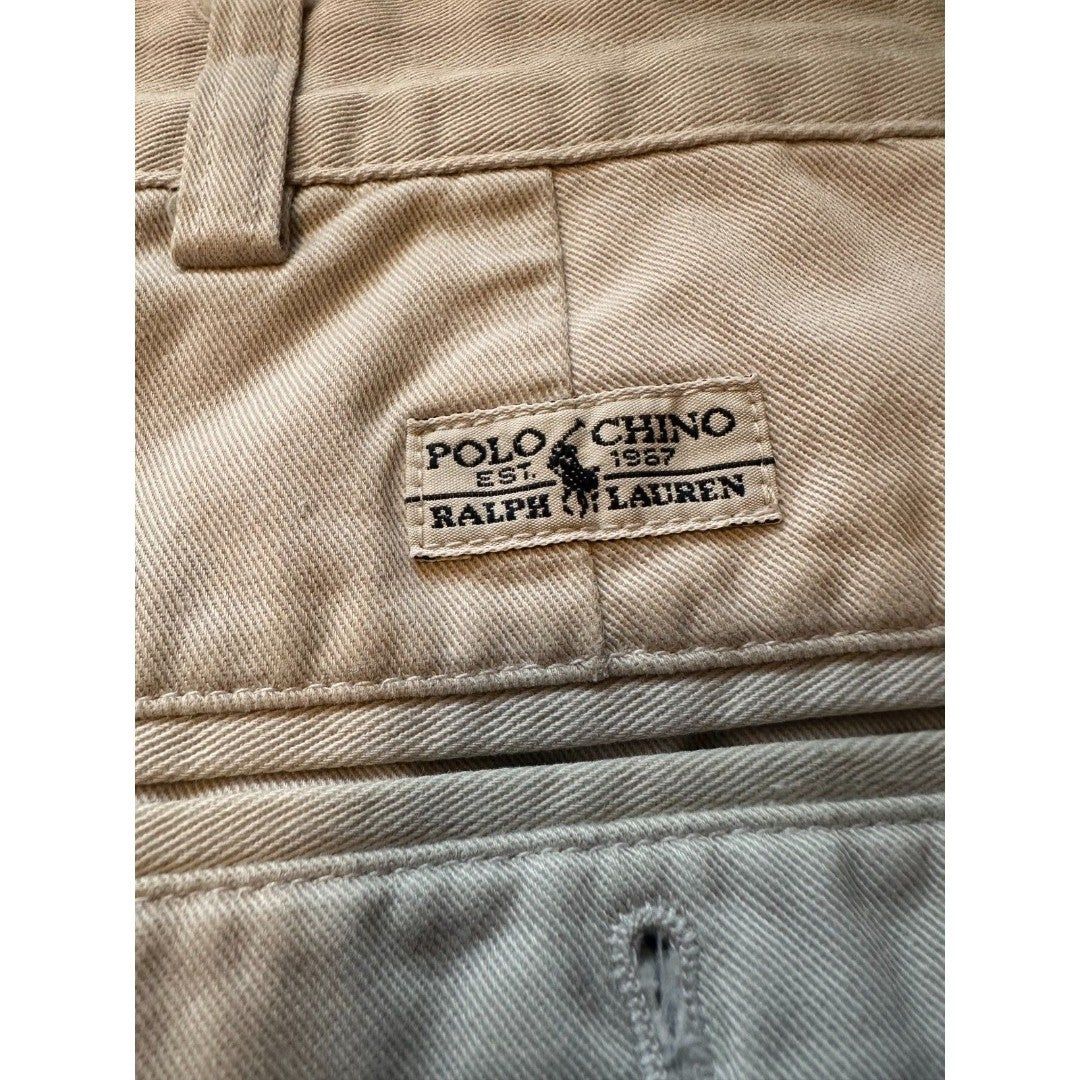 POLO CHINO
EST. 1967
RALPH LAUREN